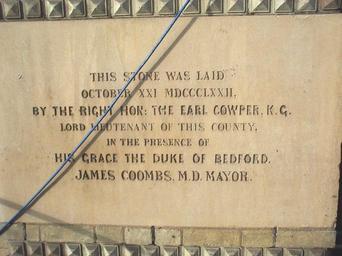 THIS STONE WAS LAID
OCTOBER XXI MDCCCLXXII,
BY THE RIGHT HON: THE EARL COWPER, K.G.
LORD LIEUTENANT OF THIS COUNTY,
IN THE PRESENCE OF
HIS GRACE THE DUKE OF BEDFORD.
JAMES COOMBS, M.D. MAYOR.